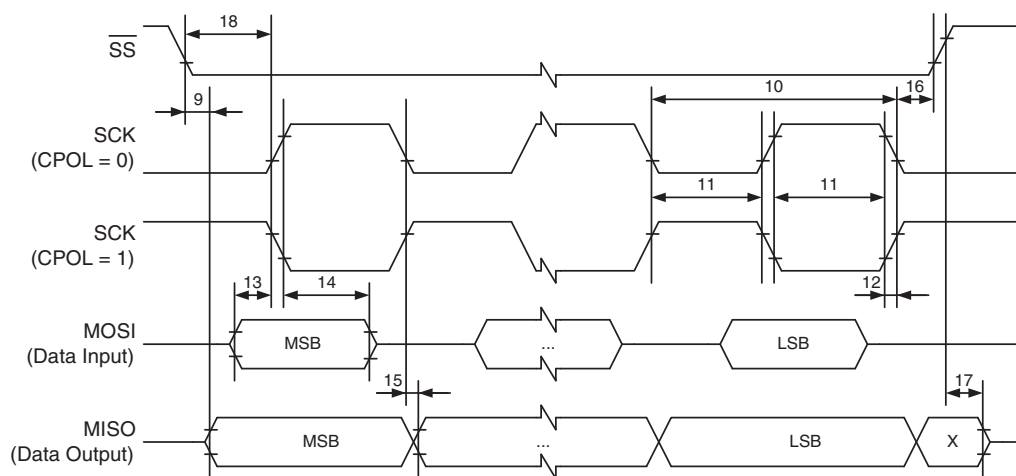 18
SS
10
9
16
SCK
(CPOL = 0)
11
11
SCK
(CPOL = 1)
13
14
12
MOSI
(Data Input)
MSB
...
LSB
15
17
MISO
(Data Output)
MSB
...
LSB
X